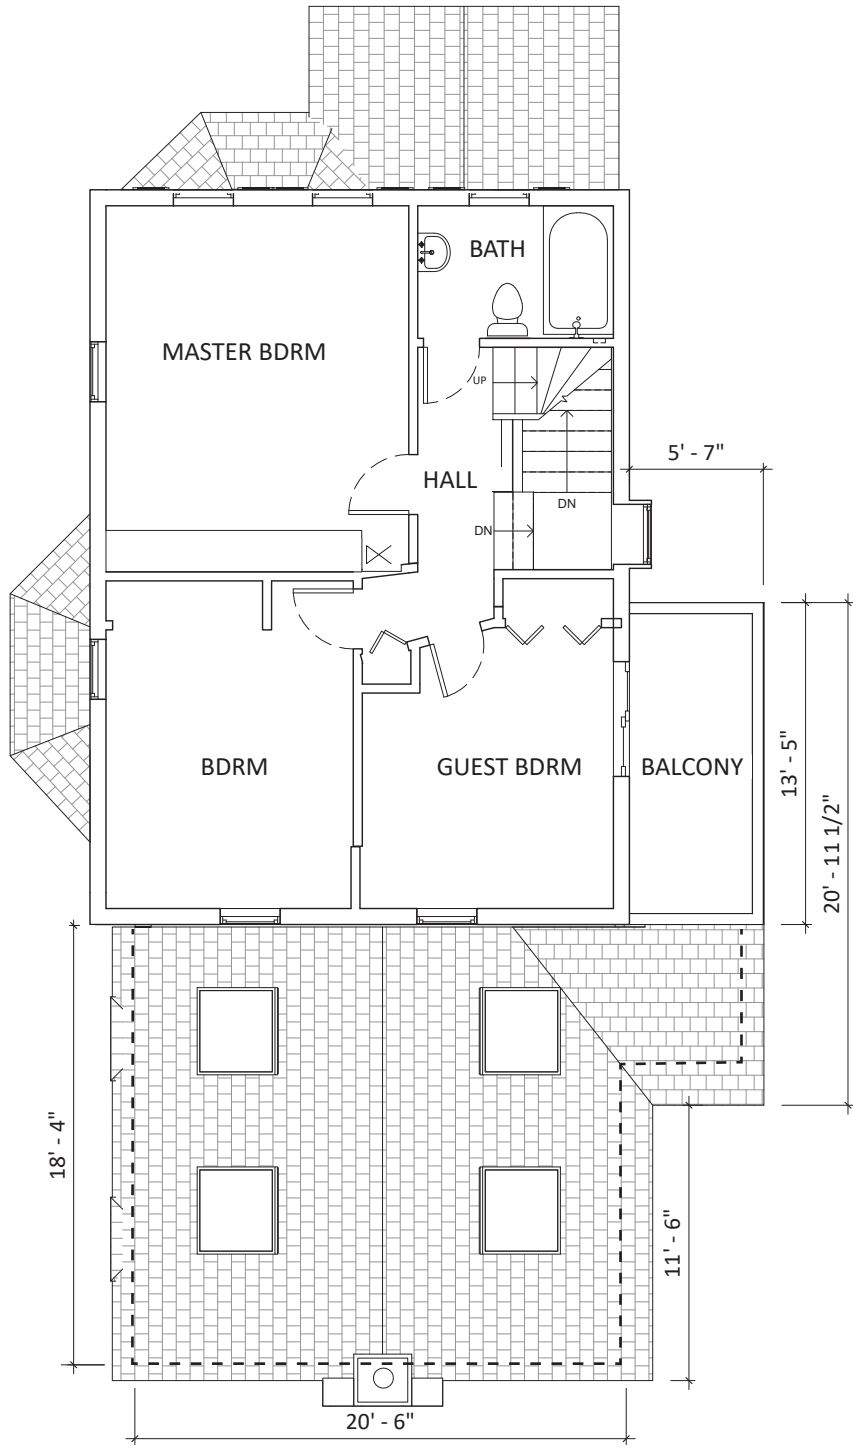 BATH
MASTER BDRM
UP
5' - 7"
HALL
DN
DN
BDRM
GUEST BDRM
BALCONY
13' - 5"
20' - 11 1/2"
18' - 4"
11' - 6"
20' - 6"